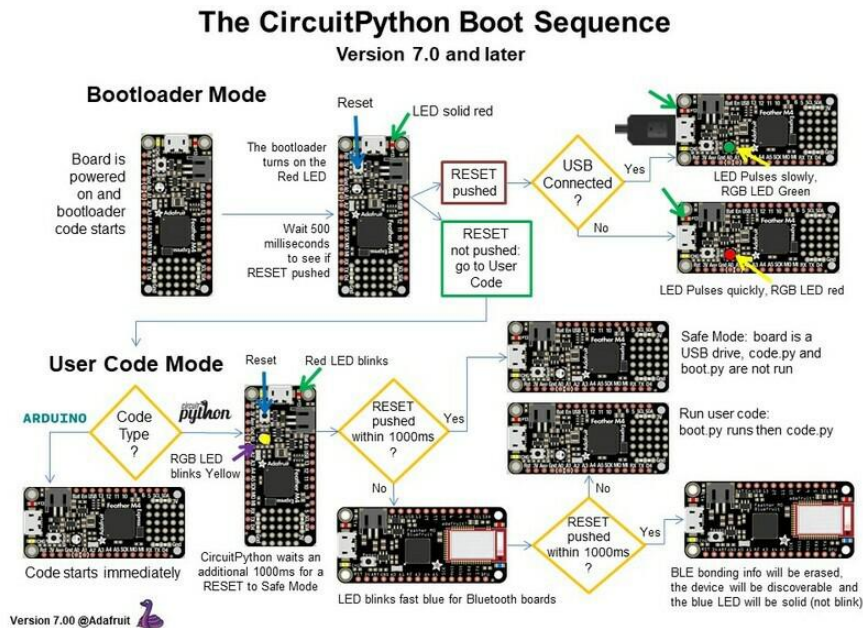 The CircuitPython Boot Sequence
Version 7.0 and later
Bootloader Mode
Board is
powered
on and
bootloader
code starts
The bootloader
turns on the
Red LED
Wait 500
milliseconds
to see if
RESET pushed
Reset
LED solid red
RESET
pushed
RESET
not pushed:
go to User
Code
USB
Connected
?
Yes
No
LED Pulses slowly,
RGB LED Green
LED Pulses quickly, RGB LED red
User Code Mode
ARDUINO
Code
Type
?
circuit
python
Code starts immediately
Reset
Red LED blinks
RGB LED
blinks Yellow
CircuitPython waits an
additional 1000ms for a
RESET to Safe Mode
RESET
pushed
within 1000ms
?
Yes
No
Safe Mode: board is a
USB drive, code.py and
boot.py are not run
Run user code:
boot.py runs then code.py
LED blinks fast blue for Bluetooth boards
RESET
pushed
within 1000ms
?
No
Yes
BLE bonding info will be erased,
the device will be discoverable and
the blue LED will be solid (not blink)
Version 7.00 @Adafruit